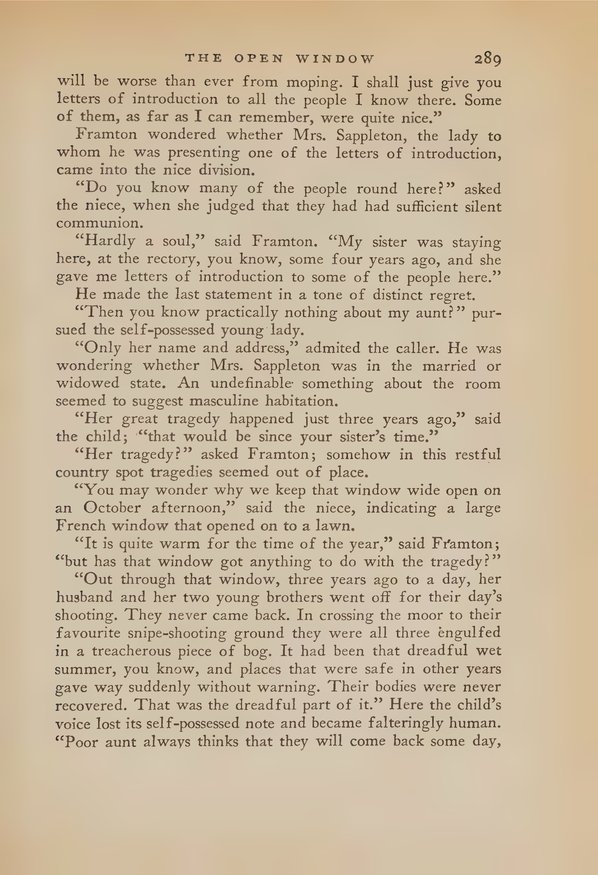 THE OPEN WINDOW 289
will be worse than ever from moping. I shall just give you
letters of introduction to all the people I know there. Some
of them, as far as I can remember, were quite nice.”
Framton wondered whether Mrs. Sappleton, the lady to
whom he was presenting one of the letters of introduction,
came into the nice division.
“Do you know many of the people round here?” asked
the niece, when she judged that they had had sufficient silent
communion.
“Hardly a soul,” said Framton. “My sister was staying
here, at the rectory, you know, some four years ago, and she
gave me letters of introduction to some of the people here.”
He made the last statement in a tone of distinct regret.
“Then you know practically nothing about my aunt?” pur-
sued the self-possessed young lady.
“Only her name and address,” admited the caller. He was
wondering whether Mrs. Sappleton was in the married or
widowed state. An undefinable something about the room
seemed to suggest masculine habitation.
“Her great tragedy happened just three years ago,” said
the child; “that would be since your sister’s time.”
“Her tragedy?” asked Framton; somehow in this restful
country spot tragedies seemed out of place.
“You may wonder why we keep that window wide open on
an October afternoon,” said the niece, indicating a large
French window that opened on to a lawn.
“It is quite warm for the time of the year,” said Framton;
“but has that window got anything to do with the tragedy?”
“Out through that window, three years ago to a day, her
husband and her two young brothers went off for their day’s
shooting. They never came back. In crossing the moor to their
favourite snipe-shooting ground they were all three engulfed
in a treacherous piece of bog. It had been that dreadful wet
summer, you know, and places that were safe in other years
gave way suddenly without warning. Their bodies were never
recovered. That was the dreadful part of it.” Here the child’s
voice lost its self-possessed note and became falteringly human.
“Poor aunt always thinks that they will come back some day,